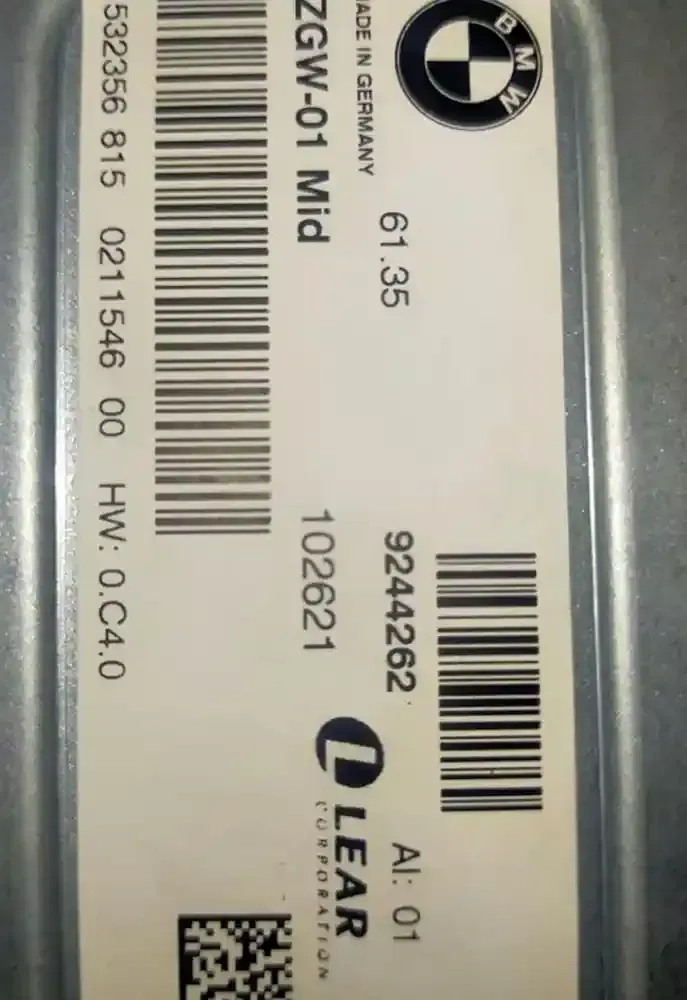 BMW
61.35 9244262 AI: 01
MADE IN GERMANY
ZGW-01 Mid 102621
LEAR
CORPORATION
532356 815 0211546 00 HW: 0.C4.0